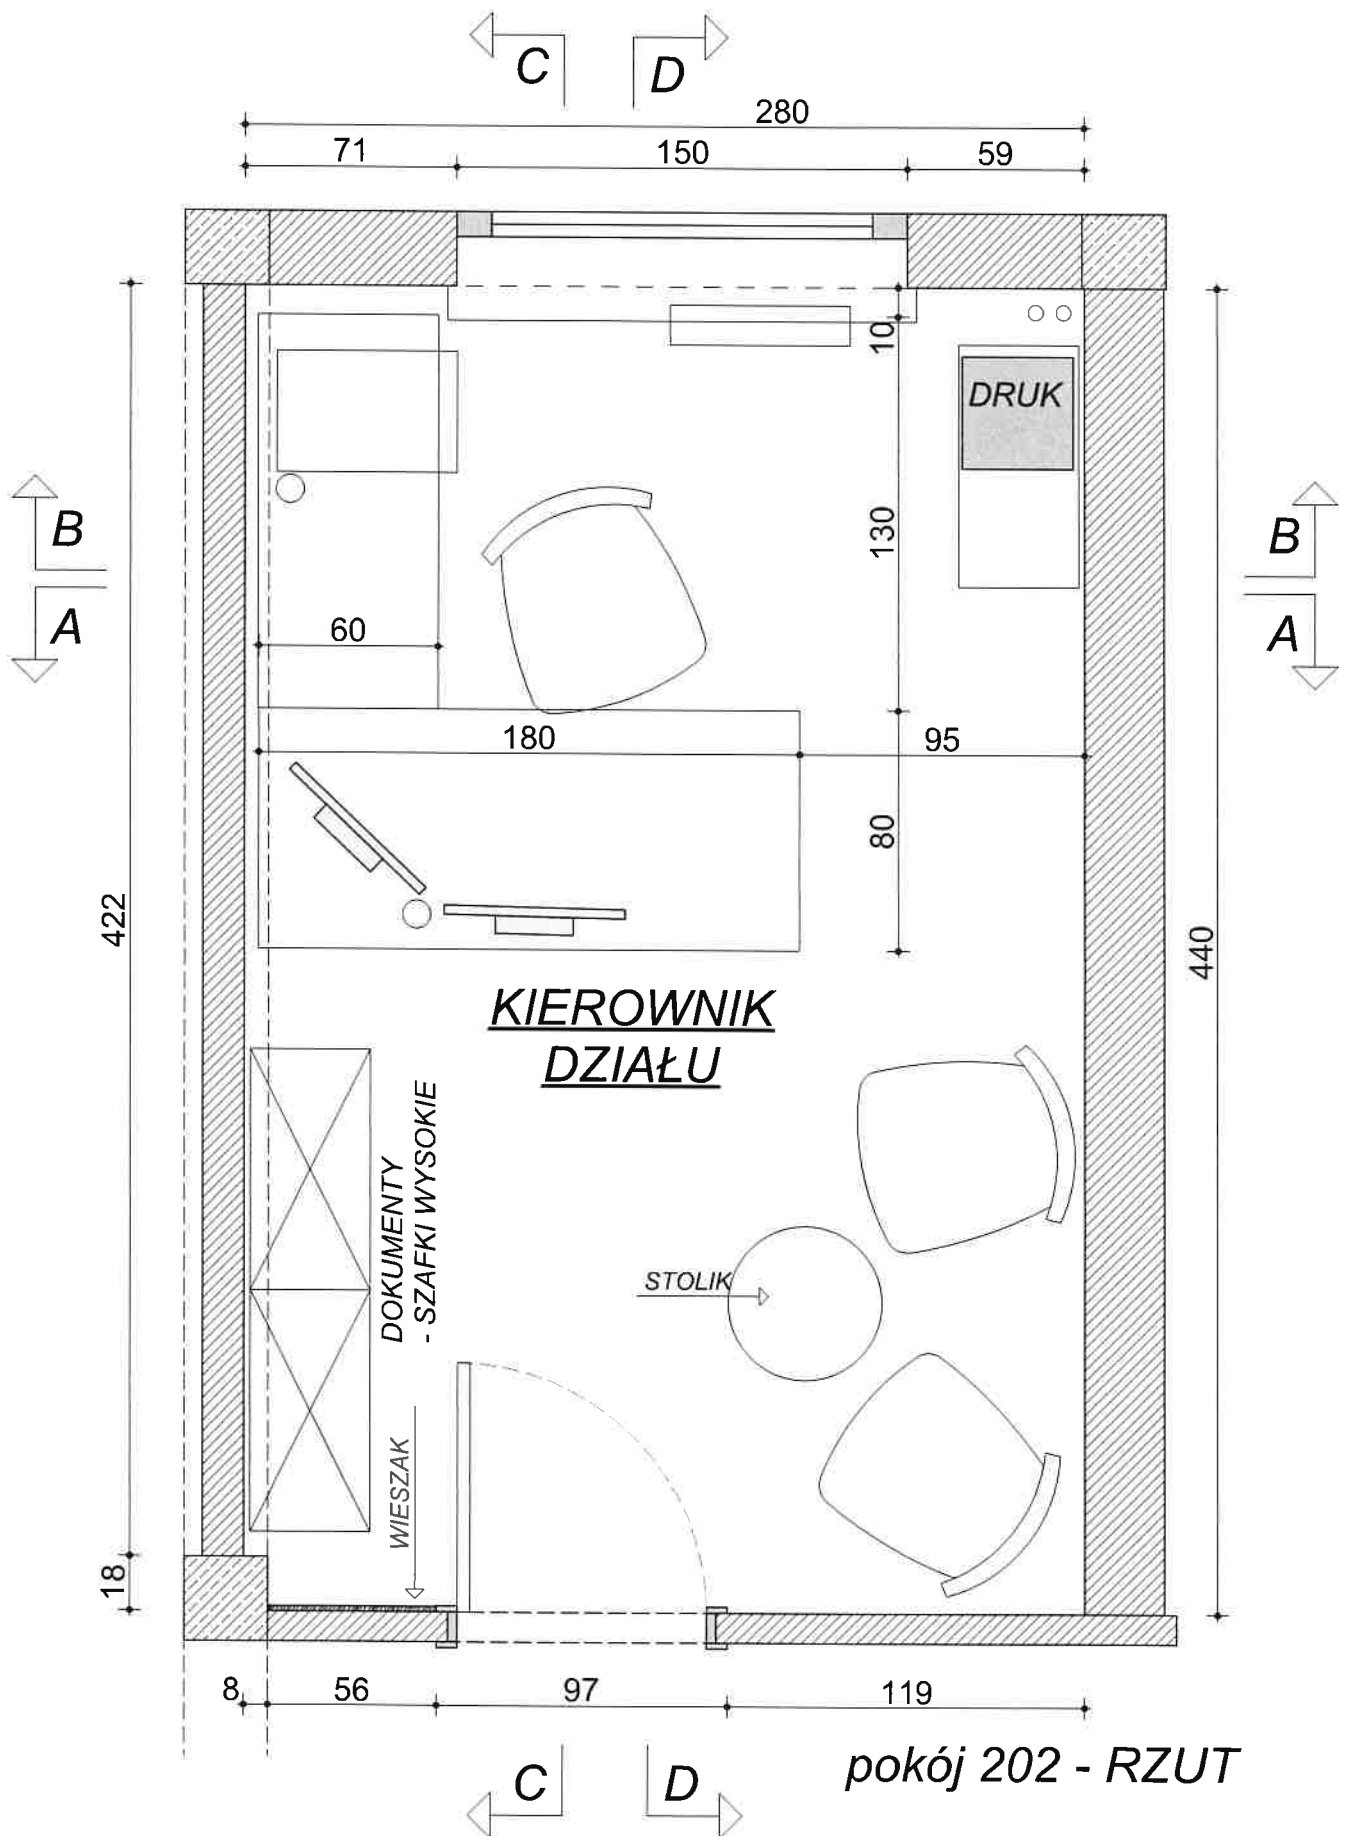 C
D
280
71
150
59
10
DRUK
B
B
130
A
A
60
180
95
80
422
440
KIEROWNIK
DZIAŁU
DOKUMENTY
- SZAFKI WYSOKIE
STOLIK
WIESZAK
18
8
56
97
119
pokój 202 - RZUT
C
D